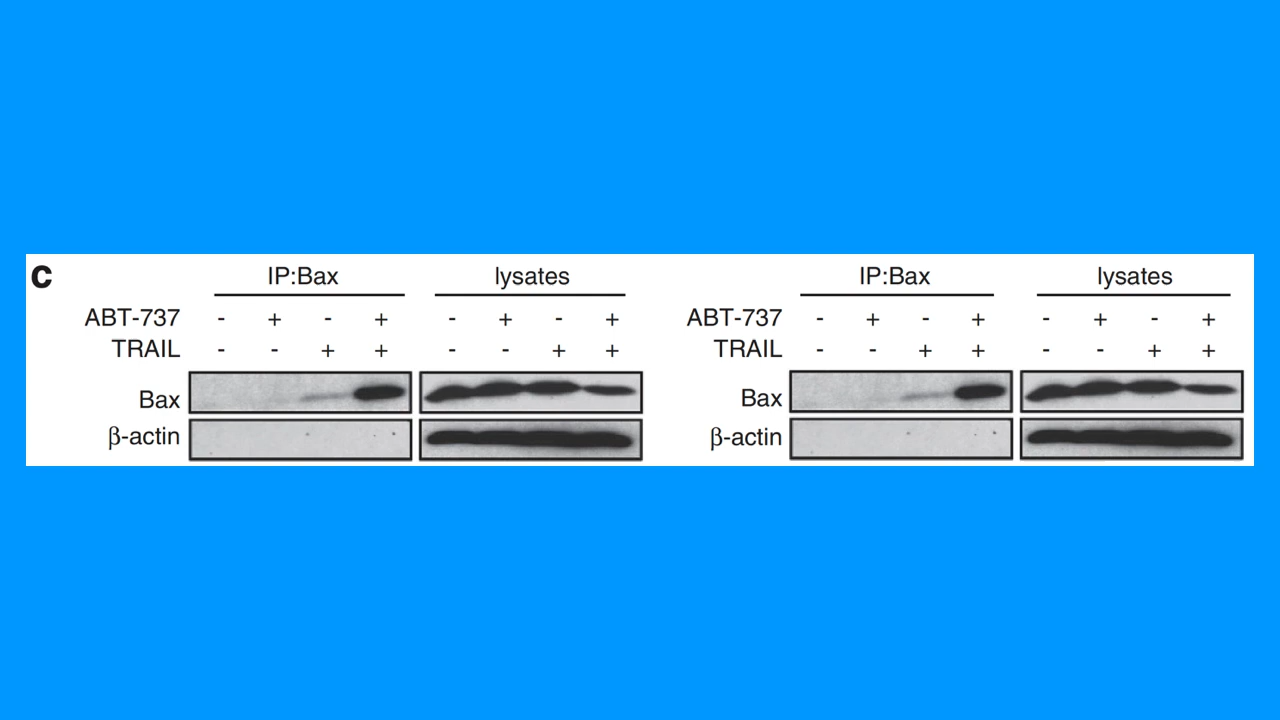 c IP:Bax lysates IP:Bax lysates
ABT-737 - + - + - + - + ABT-737 - + - + - + - +
TRAIL - - + + - - + + TRAIL - - + + - - + +
Bax Bax
β-actin β-actin